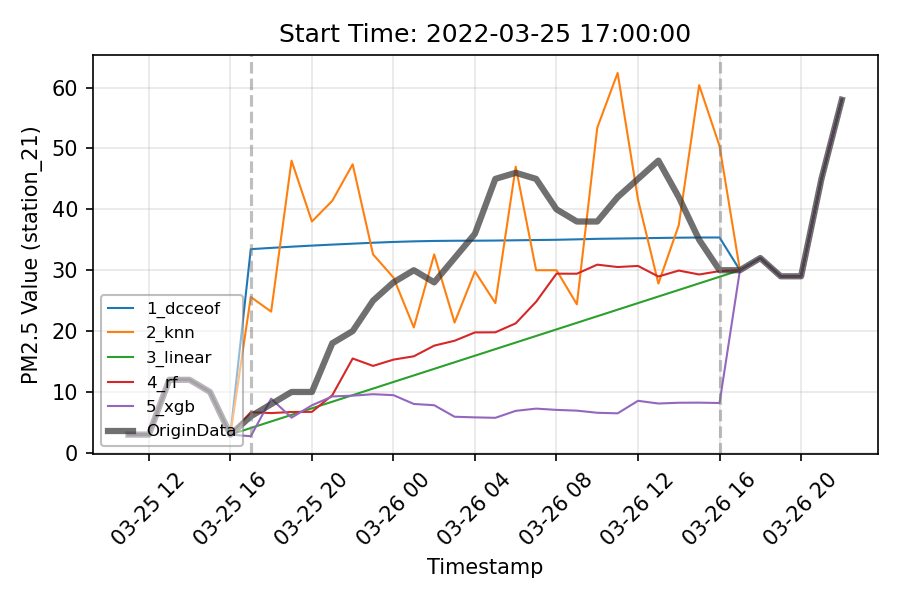 Start Time: 2022-03-25 17:00:00
PM2.5 Value (station_21)
60
50
40
30
20
10
0
1_dcceof
2_knn
3_linear
4_rf
5_xgb
OriginData
03-25 12
03-25 16
03-25 20
03-26 00
03-26 04
03-26 08
03-26 12
03-26 16
03-26 20
Timestamp